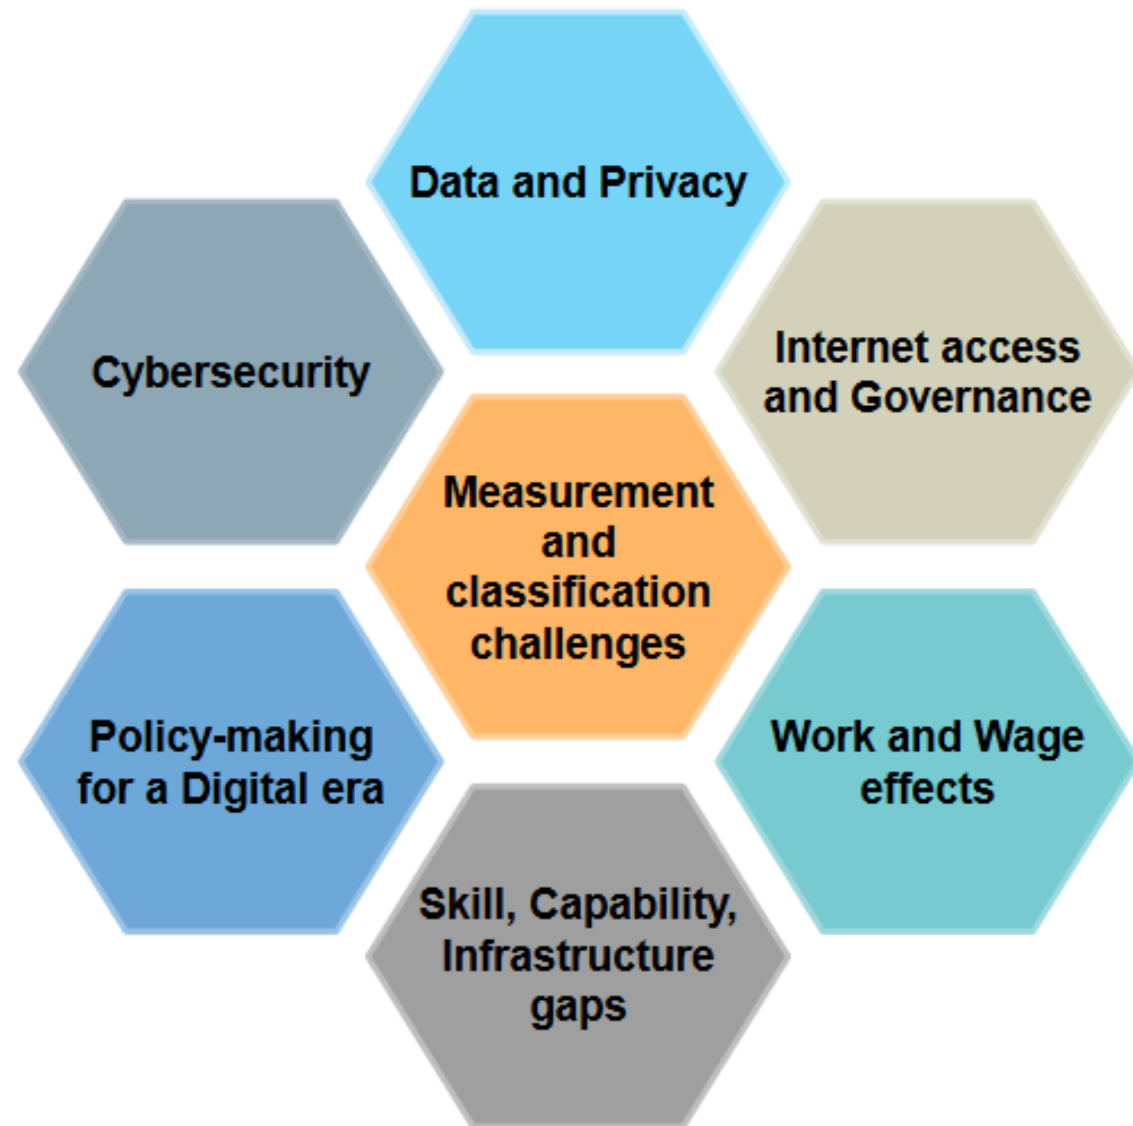 Data and Privacy
Cybersecurity
Internet access
and Governance
Measurement
and
classification
challenges
Policy-making
for a Digital era
Work and Wage
effects
Skill, Capability,
Infrastructure
gaps